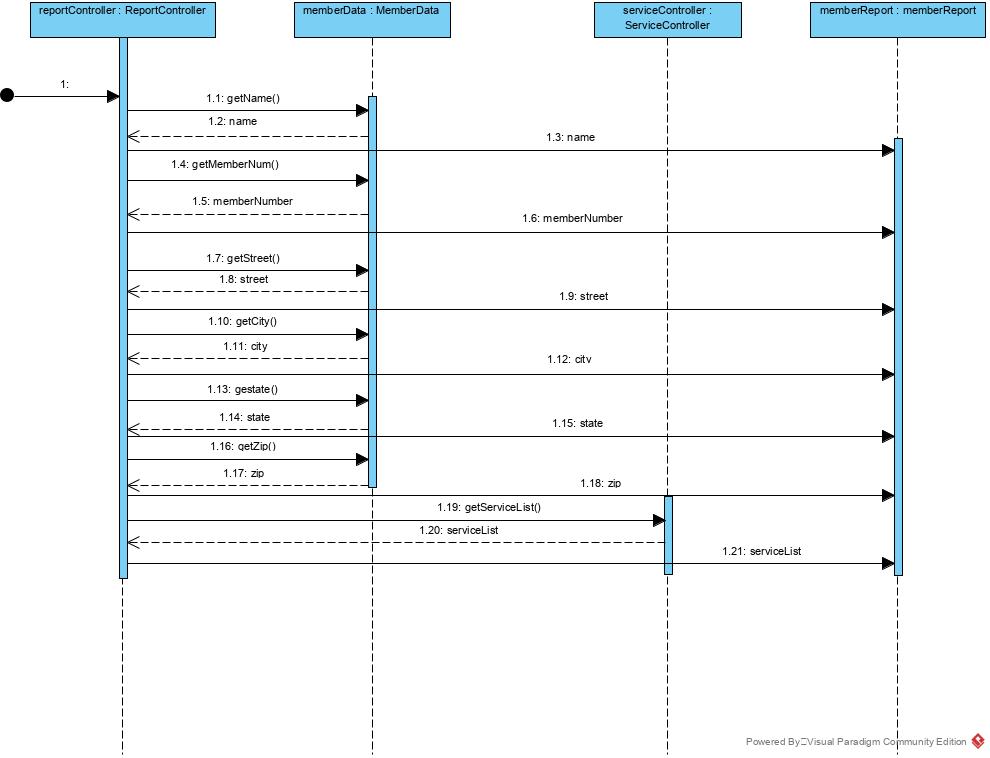 reportController : ReportController
memberData : MemberData
serviceController :
ServiceController
memberReport : memberReport
1:
1.1: getName()
1.2: name
1.3: name
1.4: getMemberNum()
1.5: memberNumber
1.6: memberNumber
1.7: getStreet()
1.8: street
1.9: street
1.10: getCity()
1.11: city
1.12: city
1.13: gestate()
1.14: state
1.15: state
1.16: getZip()
1.17: zip
1.18: zip
1.19: getServiceList()
1.20: serviceList
1.21: serviceList
Powered By Visual Paradigm Community Edition